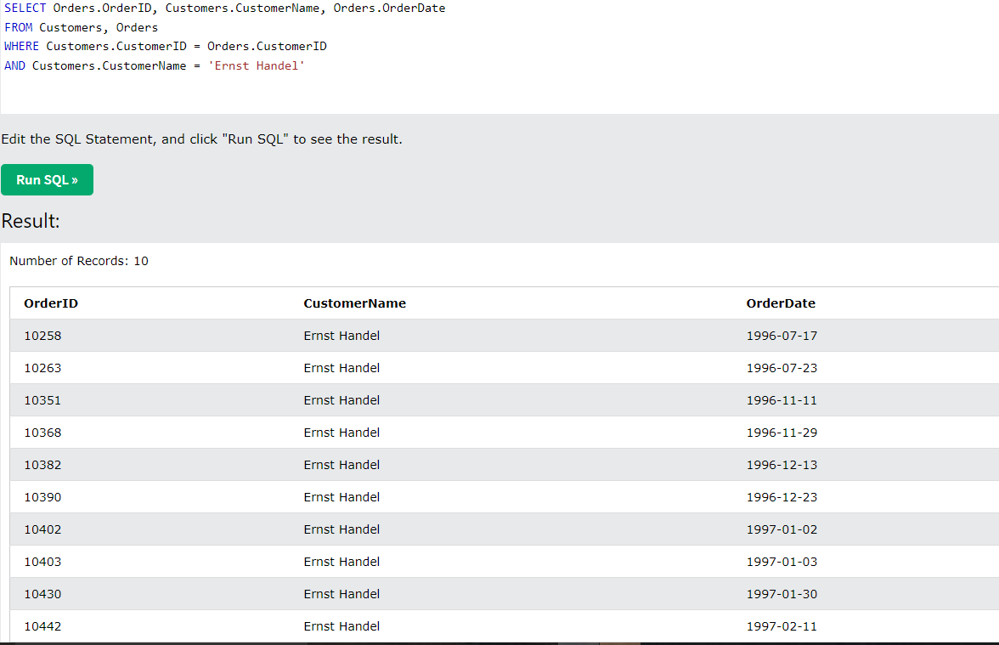 SELECT Orders.OrderID, Customers.CustomerName, Orders.OrderDate
FROM Customers, Orders
WHERE Customers.CustomerID = Orders.CustomerID
AND Customers.CustomerName = 'Ernst Handel'
Edit the SQL Statement, and click "Run SQL" to see the result.
Run SQL »
Result:
Number of Records: 10
OrderID CustomerName OrderDate
10258 Ernst Handel 1996-07-17
10263 Ernst Handel 1996-07-23
10351 Ernst Handel 1996-11-11
10368 Ernst Handel 1996-11-29
10382 Ernst Handel 1996-12-13
10390 Ernst Handel 1996-12-23
10402 Ernst Handel 1997-01-02
10403 Ernst Handel 1997-01-03
10430 Ernst Handel 1997-01-30
10442 Ernst Handel 1997-02-11